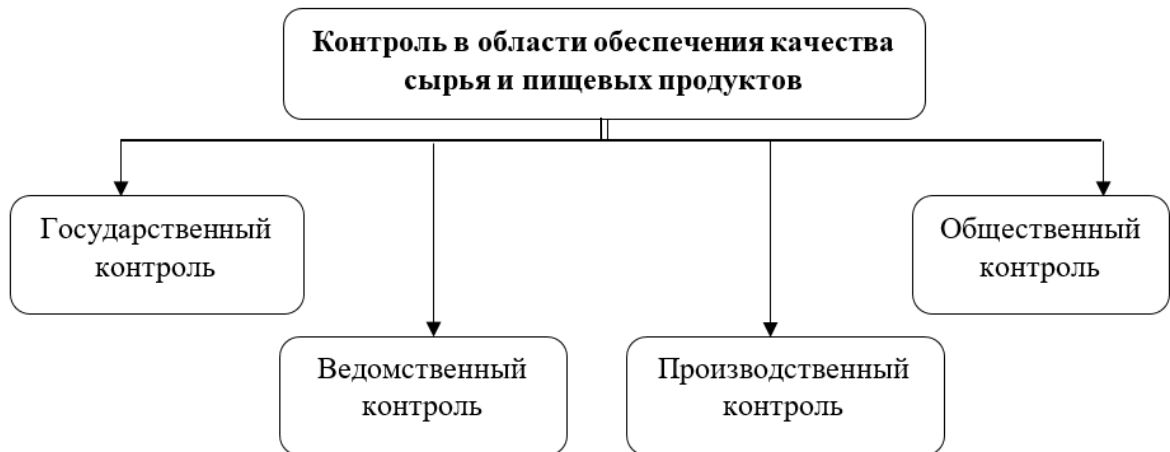 Контроль в области обеспечения качества
сырья и пищевых продуктов
Государственный
контроль
Общественный
контроль
Ведомственный
контроль
Производственный
контроль